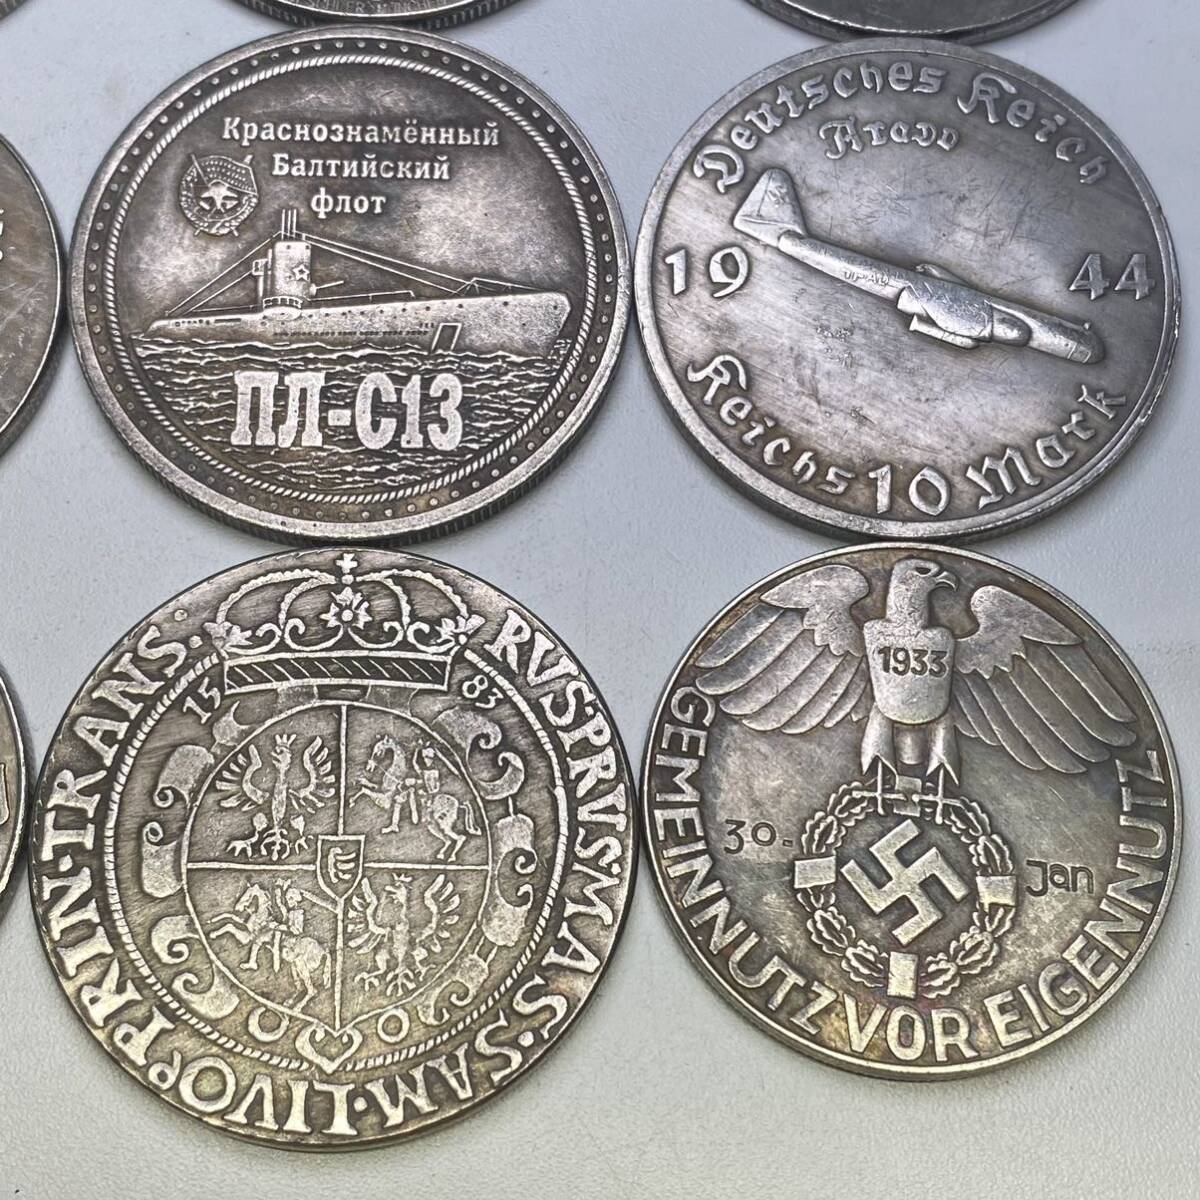 Краснознамённый
Балтийский
флот
ПЛ-С13
Deutsches Reich
Arado
19 44
Reichs 10 Mark
15 83
RVS·PRVS·MAS·SAM·LIVOº PRIN·TRANS·
1933
30. Jan
GEMEINNUTZ VOR EIGENNUTZ